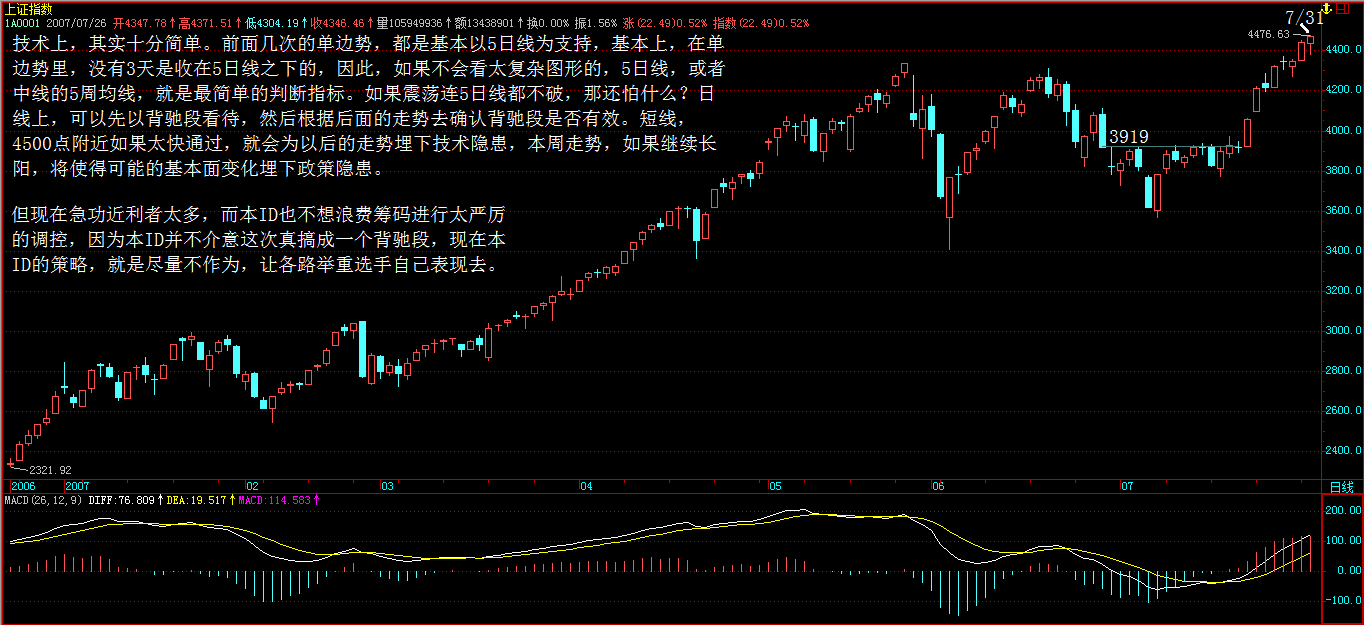 上证指数
1A0001 2007/07/26 开4347.78↑高4371.51↑低4304.19↑收4346.46↑量105949936↑额13438901↑换0.00% 振1.56% 涨(22.49)0.52% 指数(22.49)0.52%
7/31
4476.63
技术上，其实十分简单。前面几次的单边势，都是基本以5日线为支持，基本上，在单
边势里，没有3天是收在5日线之下的，因此，如果不会看太复杂图形的，5日线，或者
中线的5周均线，就是最简单的判断指标。如果震荡连5日线都不破，那还怕什么？日
线上，可以先以背驰段看待，然后根据后面的走势去确认背驰段是否有效。短线，
4500点附近如果太快通过，就会为以后的走势埋下技术隐患，本周走势，如果继续长
阳，将使得可能的基本面变化埋下政策隐患。
但现在急功近利者太多，而本ID也不想浪费筹码进行太严厉
的调控，因为本ID并不介意这次真搞成一个背驰段，现在本
ID的策略，就是尽量不作为，让各路举重选手自己表现去。
3919
4400.0
4200.0
4000.0
3800.0
3600.0
3400.0
3200.0
3000.0
2800.0
2600.0
2400.0
2321.92
2006 2007 02 03 04 05 06 07 日线
MACD(26,12,9) DIFF:76.809↑DEA:19.517↑MACD:114.583↑
200.00
100.00
0.00
-100.0